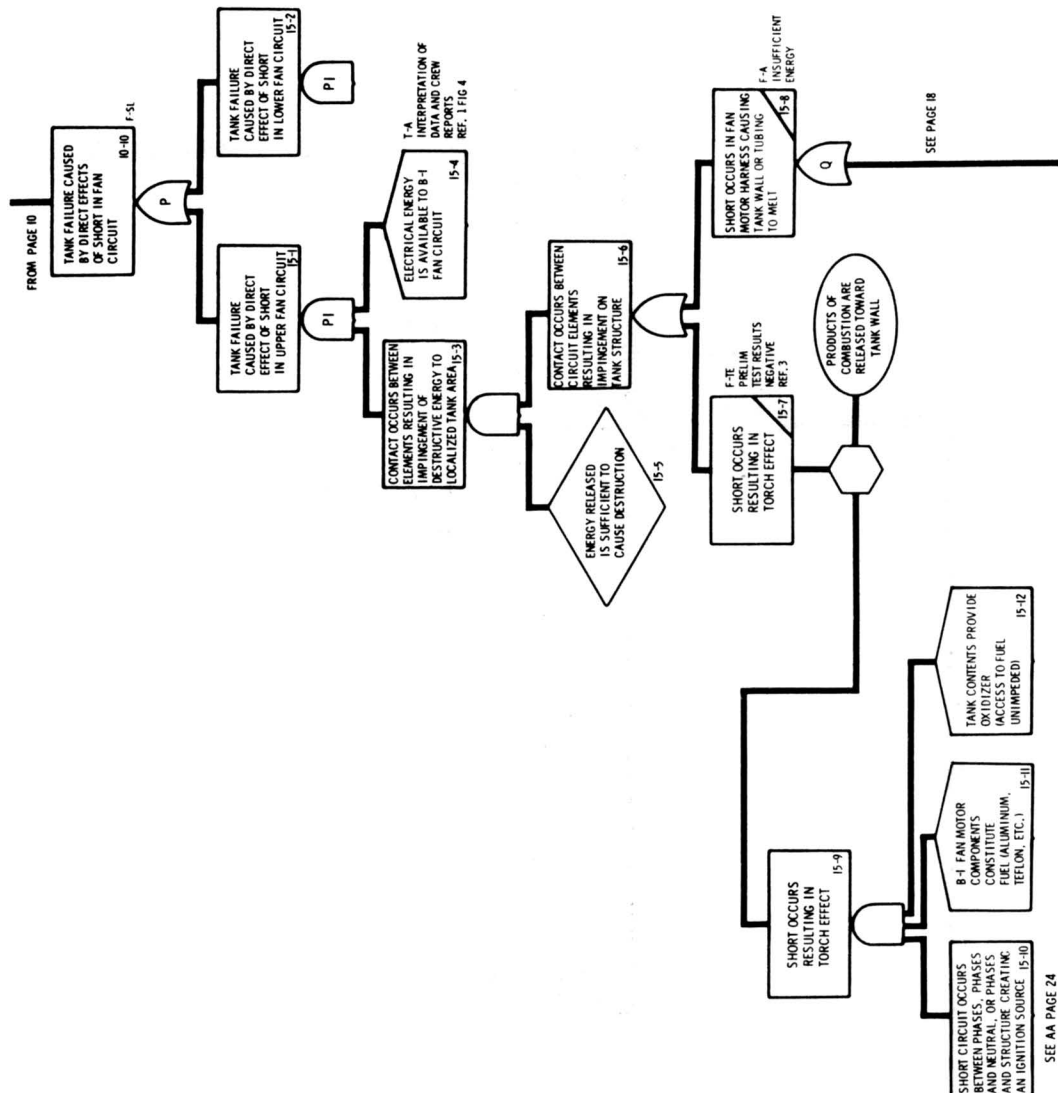 FROM PAGE 10
TANK FAILURE CAUSED
BY DIRECT EFFECTS
OF SHORT IN FAN
CIRCUIT
10-10
F-SL
P
TANK FAILURE
CAUSED BY DIRECT
EFFECT OF SHORT
IN UPPER FAN CIRCUIT
15-1
PI
TANK FAILURE
CAUSED BY DIRECT
EFFECT OF SHORT
IN LOWER FAN CIRCUIT
15-2
PI
CONTACT OCCURS BETWEEN
ELEMENTS RESULTING IN
IMPINGEMENT OF
DESTRUCTIVE ENERGY TO
LOCALIZED TANK AREA 15-3
ELECTRICAL ENERGY
IS AVAILABLE TO B-1
FAN CIRCUIT
15-4
T-A
INTERPRETATION OF
DATA AND CREW
REPORTS
REF. 1 FIG 4
ENERGY RELEASED
IS SUFFICIENT TO
CAUSE DESTRUCTION
15-5
CONTACT OCCURS BETWEEN
CIRCUIT ELEMENTS
RESULTING IN
IMPINGEMENT ON
TANK STRUCTURE
15-6
SHORT OCCURS
RESULTING IN
TORCH EFFECT
15-7
F-TE
PRELIM
TEST RESULTS
NEGATIVE
REF. 3
SHORT OCCURS IN FAN
MOTOR HARNESS CAUSING
TANK WALL OR TUBING
TO MELT
15-8
F-A
INSUFFICIENT
ENERGY
Q
SEE PAGE 18
PRODUCTS OF
COMBUSTION ARE
RELEASED TOWARD
TANK WALL
SHORT OCCURS
RESULTING IN
TORCH EFFECT
15-9
SHORT CIRCUIT OCCURS
BETWEEN PHASES, PHASES
AND NEUTRAL, OR PHASES
AND STRUCTURE CREATING
AN IGNITION SOURCE 15-10
SEE AA PAGE 24
B-1 FAN MOTOR
COMPONENTS
CONSTITUTE
FUEL (ALUMINUM,
TEFLON, ETC.)
15-11
TANK CONTENTS PROVIDE
OXIDIZER
(ACCESS TO FUEL
UNIMPEDED)
15-12